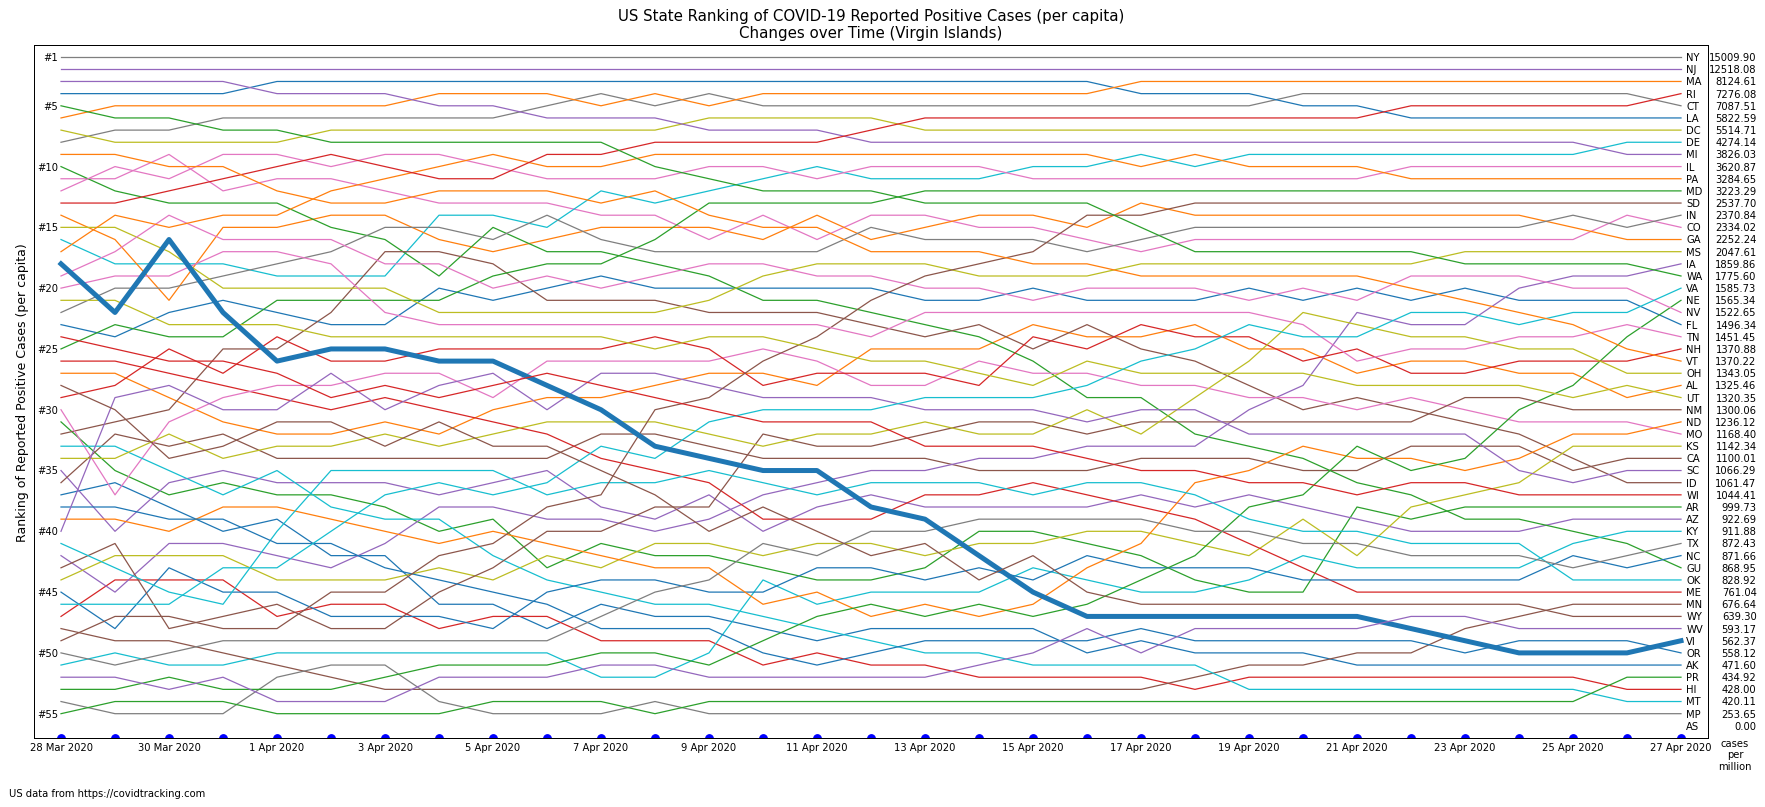 US State Ranking of COVID-19 Reported Positive Cases (per capita)
Changes over Time (Virgin Islands)
Ranking of Reported Positive Cases (per capita)
#1
#5
#10
#15
#20
#25
#30
#35
#40
#45
#50
#55
NY 15009.90
NJ 12518.08
MA 8124.61
RI 7276.08
CT 7087.51
LA 5822.59
DC 5514.71
DE 4274.14
MI 3826.03
IL 3620.87
PA 3284.65
MD 3223.29
SD 2537.70
IN 2370.84
CO 2334.02
GA 2252.24
MS 2047.61
IA 1859.86
WA 1775.60
VA 1585.73
NE 1565.34
NV 1522.65
FL 1496.34
TN 1451.45
NH 1370.88
VT 1370.22
OH 1343.05
AL 1325.46
UT 1320.35
NM 1300.06
ND 1236.12
MO 1168.40
KS 1142.34
CA 1100.01
SC 1066.29
ID 1061.47
WI 1044.41
AR 999.73
AZ 922.69
KY 911.88
TX 872.43
NC 871.66
GU 868.95
OK 828.92
ME 761.04
MN 676.64
WY 639.30
WV 593.17
VI 562.37
OR 558.12
AK 471.60
PR 434.92
HI 428.00
MT 420.11
MP 253.65
AS 0.00
28 Mar 2020 30 Mar 2020 1 Apr 2020 3 Apr 2020 5 Apr 2020 7 Apr 2020 9 Apr 2020 11 Apr 2020 13 Apr 2020 15 Apr 2020 17 Apr 2020 19 Apr 2020 21 Apr 2020 23 Apr 2020 25 Apr 2020 27 Apr 2020
cases
per
million
US data from https://covidtracking.com